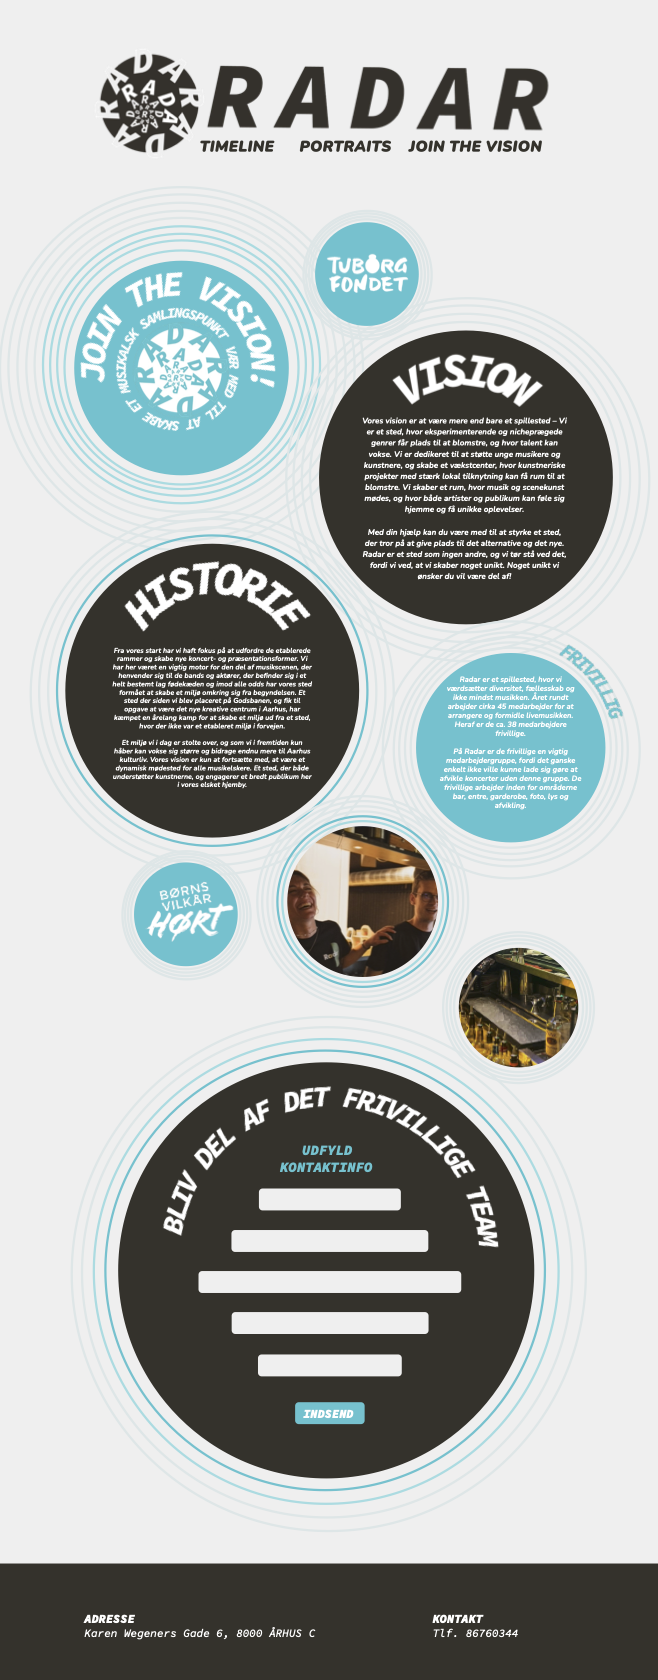 RADAR
TIMELINE PORTRAITS JOIN THE VISION
TUBORG
FONDET
JOIN THE VISION!
VÆR MED TIL AT SKABE ET MUSIKALSK SAMLINGSPUNKT
RADAR
VISION
Vores vision er at være mere end bare et spillested – Vi
er et sted, hvor eksperimenterende og nicheprægede
genrer får plads til at blomstre, og hvor talent kan
vokse. Vi er dedikeret til at støtte unge musikere og
kunstnere, og skabe et vækstcenter, hvor kunstneriske
projekter med stærk lokal tilknytning kan få rum til at
blomstre. Vi skaber et rum, hvor musik og scenekunst
mødes, og hvor både artister og publikum kan føle sig
hjemme og få unikke oplevelser.
Med din hjælp kan du være med til at styrke et sted,
der tror på at give plads til det alternative og det nye.
Radar er et sted som ingen andre, og vi tør stå ved det,
fordi vi ved, at vi skaber noget unikt. Noget unikt vi
ønsker du vil være del af!
HISTORIE
Fra vores start har vi haft fokus på at udfordre de etablerede
rammer og skabe nye koncert- og præsentationsformer. Vi
har her været en vigtig motor for den del af musikscenen, der
henvender sig til de bands og aktører, der befinder sig i et
helt bestemt lag fødekæden og imod alle odds har vores sted
formået at skabe et miljø omkring sig fra begyndelsen. Et
sted der siden vi blev placeret på Godsbanen, og fik til
opgave at være det nye kreative centrum i Aarhus, har
kæmpet en årelang kamp for at skabe et miljø ud fra et sted,
hvor der ikke var et etableret miljø i forvejen.
Et miljø vi i dag er stolte over, og som vi i fremtiden kun
håber kan vokse sig større og bidrage endnu mere til Aarhus
kulturliv. Vores vision er kun at fortsætte med, at være et
dynamisk mødested for alle musikelskere. Et sted, der både
understøtter kunstnerne, og engagerer et bredt publikum her
i vores elsket hjemby.
FRIVILLIG
Radar er et spillested, hvor vi
værdsætter diversitet, fællesskab og
ikke mindst musikken. Året rundt
arbejder cirka 45 medarbejder for at
arrangere og formidle livemusikken.
Heraf er de ca. 38 medarbejdere
frivillige.
På Radar er de frivillige en vigtig
medarbejdergruppe, fordi det ganske
enkelt ikke ville kunne lade sig gøre at
afvikle koncerter uden denne gruppe. De
frivillige arbejder inden for områderne
bar, entre, garderobe, foto, lys og
afvikling.
BØRNS
VILKÅR
HØRT
BLIV DEL AF DET FRIVILLIGE TEAM
UDFYLD
KONTAKTINFO
INDSEND
ADRESSE
Karen Wegeners Gade 6, 8000 ÅRHUS C
KONTAKT
Tlf. 86760344